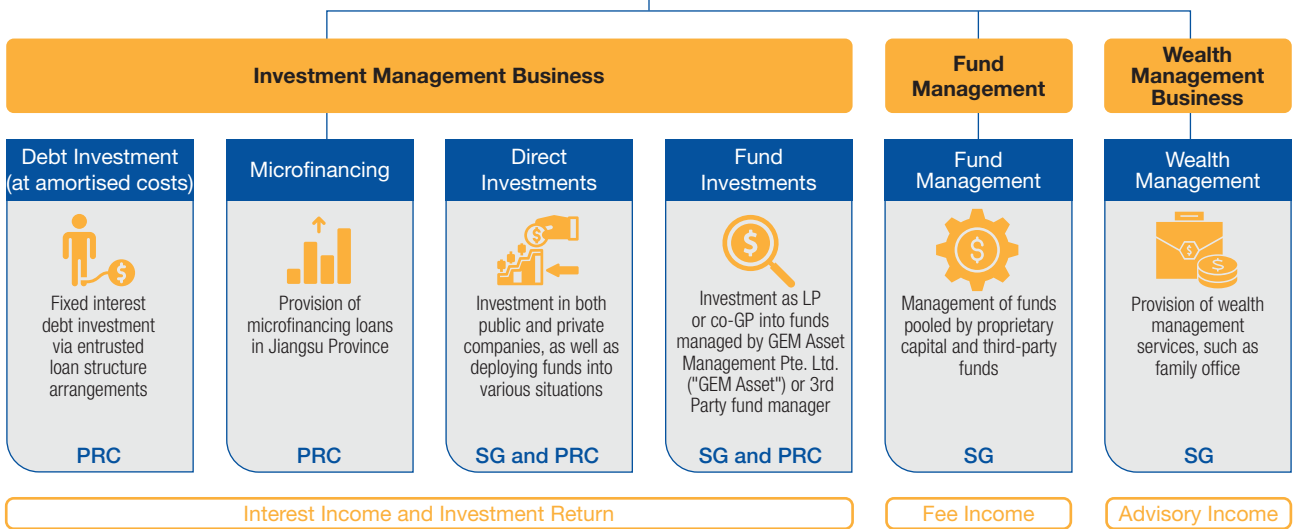 Investment Management Business
Fund
Management
Wealth
Management
Business
Debt Investment
(at amortised costs)
$
Fixed interest
debt investment
via entrusted
loan structure
arrangements
PRC
Microfinancing
Provision of
microfinancing loans
in Jiangsu Province
PRC
Direct
Investments
$
Investment in both
public and private
companies, as well as
deploying funds into
various situations
SG and PRC
Fund
Investments
$
Investment as LP
or co-GP into funds
managed by GEM Asset
Management Pte. Ltd.
("GEM Asset") or 3rd
Party fund manager
SG and PRC
Fund
Management
$
Management of funds
pooled by proprietary
capital and third-party
funds
SG
Wealth
Management
$
$
Provision of wealth
management
services, such as
family office
SG
Interest Income and Investment Return
Fee Income
Advisory Income